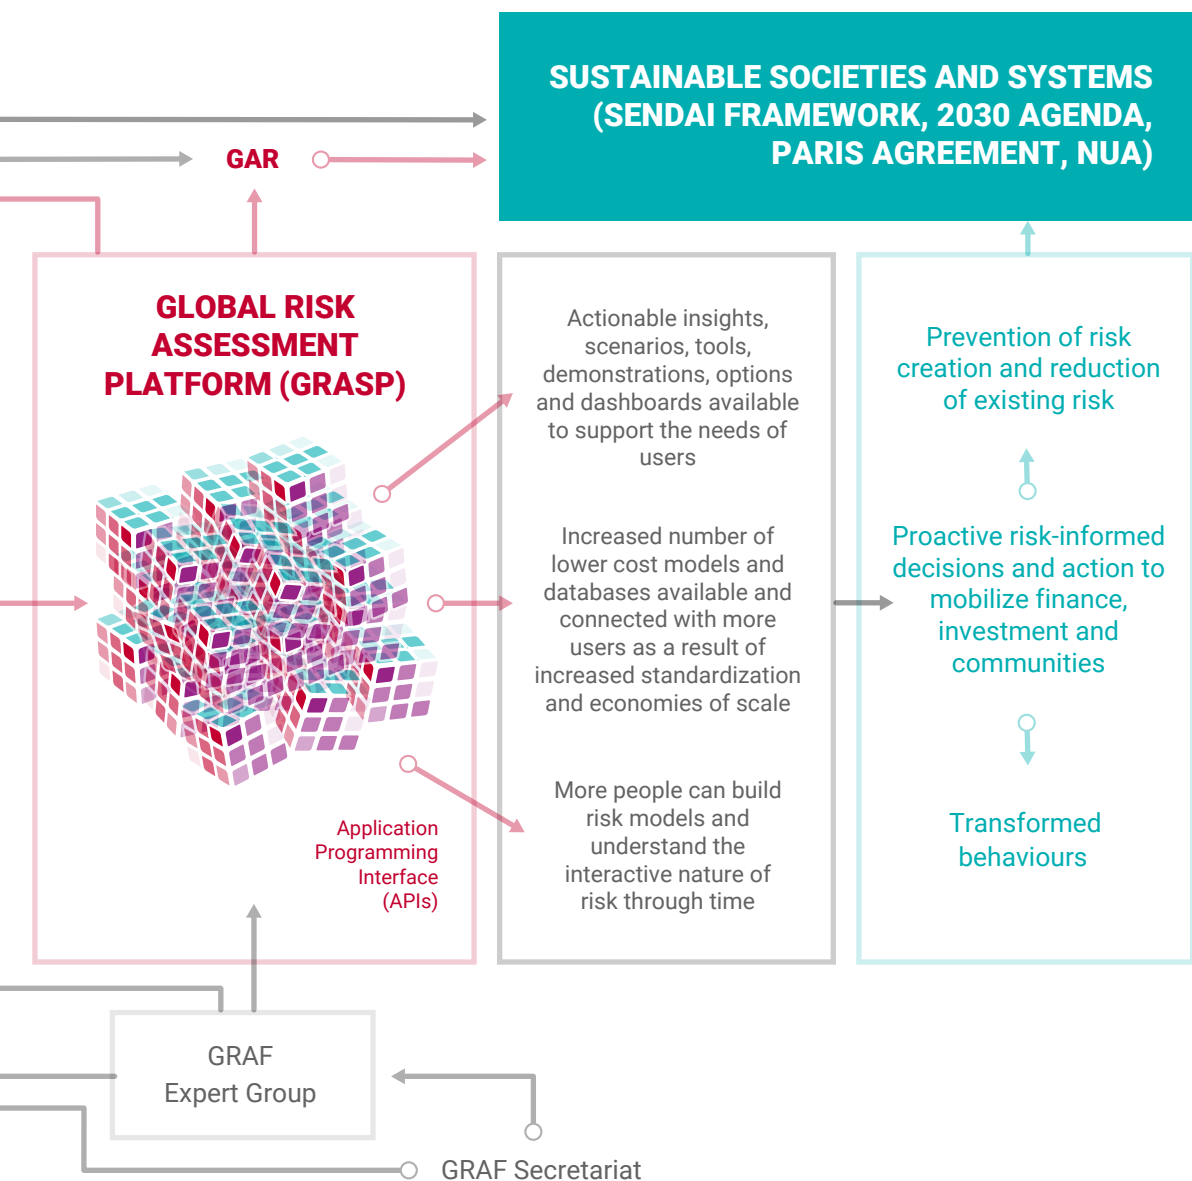 SUSTAINABLE SOCIETIES AND SYSTEMS
(SENDAI FRAMEWORK, 2030 AGENDA,
PARIS AGREEMENT, NUA)
GAR
GLOBAL RISK
ASSESSMENT
PLATFORM (GRASP)
Application
Programming
Interface
(APIs)
Actionable insights,
scenarios, tools,
demonstrations, options
and dashboards available
to support the needs of
users
Increased number of
lower cost models and
databases available and
connected with more
users as a result of
increased standardization
and economies of scale
More people can build
risk models and
understand the
interactive nature of
risk through time
Prevention of risk
creation and reduction
of existing risk
Proactive risk-informed
decisions and action to
mobilize finance,
investment and
communities
Transformed
behaviours
GRAF
Expert Group
GRAF Secretariat